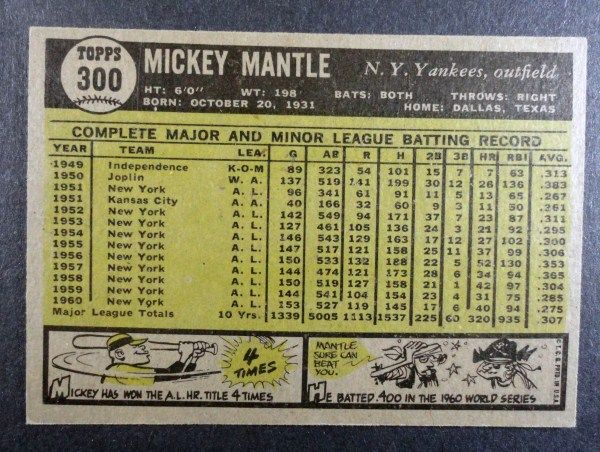 TOPPS
300
MICKEY MANTLE N. Y. Yankees, outfield
HT: 6'0" WT: 198 BATS: BOTH THROWS: RIGHT
BORN: OCTOBER 20, 1931 HOME: DALLAS, TEXAS
COMPLETE MAJOR AND MINOR LEAGUE BATTING RECORD
YEAR TEAM LEA. G AB R H 2B 3B HR RBI AVG.
1949 Independence K-O-M 89 323 54 101 15 7 7 63 .313
1950 Joplin W. A. 137 519 141 199 30 12 26 136 .383
1951 New York A. L. 96 341 61 91 11 5 13 65 .267
1951 Kansas City A. A. 40 166 32 60 9 3 11 50
1952 New York A. L. 142 549 94 171 37 7 23 87 .311
1953 New York A. L. 127 461 105 136 24 3 21 92 .295
1954 New York A. L. 146 543 129 163 17 12 27 102 .300
1955 New York A. L. 147 517 121 158 25 11 37 99 .306
1956 New York A. L. 150 533 132 188 22 5 52 130 .353
1957 New York A. L. 144 474 121 173 28 6 34 94 .365
1958 New York A. L. 150 519 127 158 21 1 42 97 .304
1959 New York A. L. 144 541 104 154 23 4 31 75 .285
1960 New York A. L. 153 527 119 145 17 6 40 94 .275
Major League Totals 10 Yrs. 1339 5005 1113 1537 225 60 320 935 .307
4
TIMES
MICKEY HAS WON THE A.L. HR. TITLE 4 TIMES
MANTLE
SURE CAN
BEAT
YOU.
HE BATTED .400 IN THE 1960 WORLD SERIES
© T.C.G. PRTD. IN U.S.A.